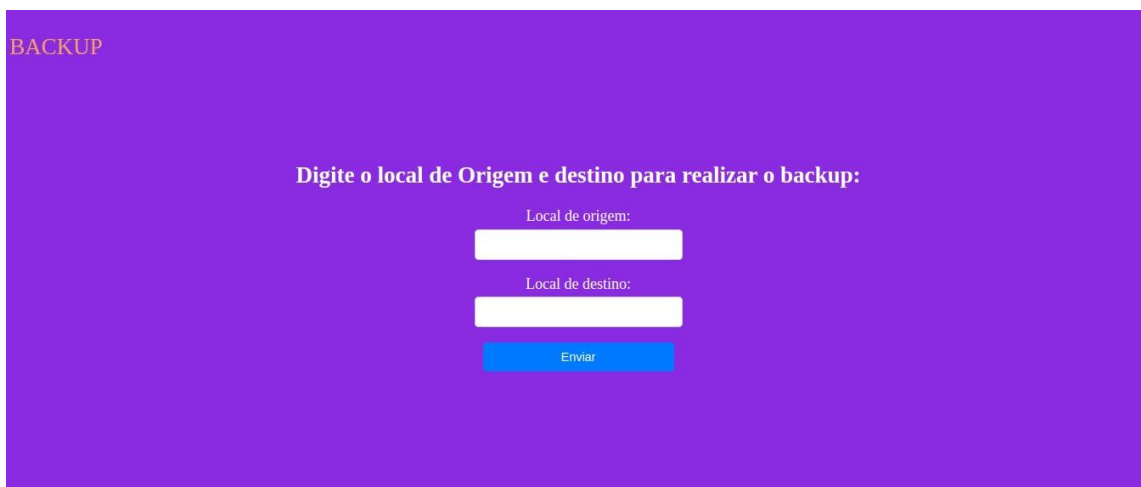 BACKUP
Digite o local de Origem e destino para realizar o backup:
Local de origem:
Local de destino:
Enviar